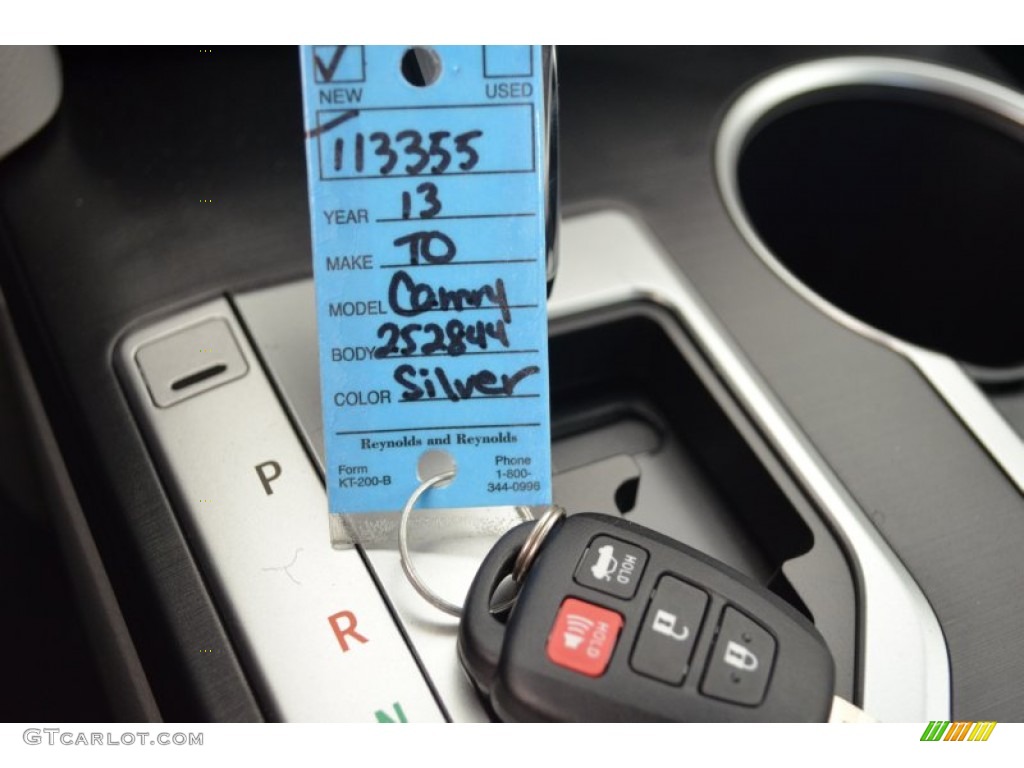 NEW USED
113355
YEAR 13
MAKE TO
MODEL Camry
BODY 252844
COLOR Silver
Reynolds and Reynolds
Form
KT-200-B
Phone
1-800-
344-0996
P
R
N
HOLD
HOLD
GTCARLOT.COM